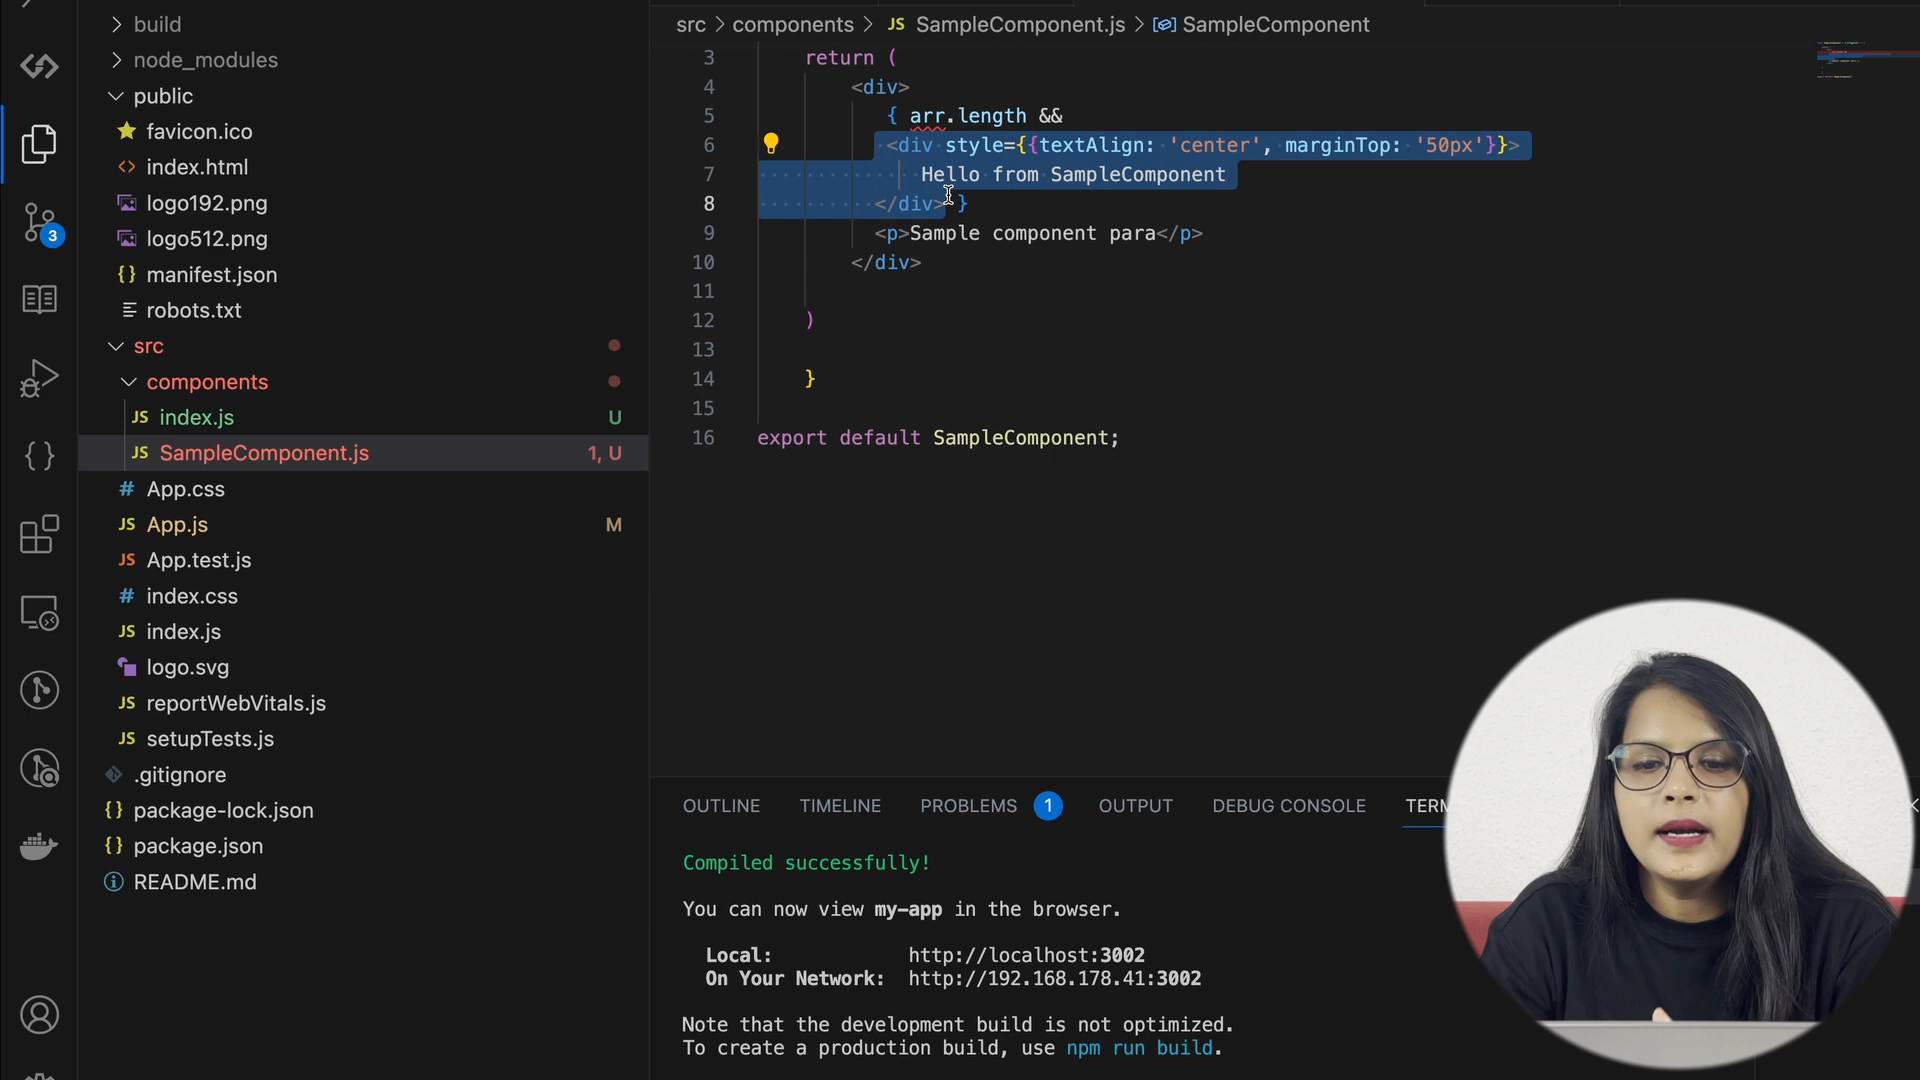 build
node_modules
public
favicon.ico
index.html
logo192.png
logo512.png
manifest.json
robots.txt
src
components
index.js U
SampleComponent.js 1, U
App.css
App.js M
App.test.js
index.css
index.js
logo.svg
reportWebVitals.js
setupTests.js
.gitignore
package-lock.json
package.json
README.md
3
src > components > JS SampleComponent.js > SampleComponent
3 return (
4 <div>
5 { arr.length &&
6 <div style={{textAlign: 'center', marginTop: '50px'}}>
7 Hello from SampleComponent
8 </div> }
9 <p>Sample component para</p>
10 </div>
11
12 )
13
14 }
15
16 export default SampleComponent;
OUTLINE TIMELINE PROBLEMS 1 OUTPUT DEBUG CONSOLE
Compiled successfully!
You can now view my-app in the browser.
Local: http://localhost:3002
On Your Network: http://192.168.178.41:3002
Note that the development build is not optimized.
To create a production build, use npm run build.